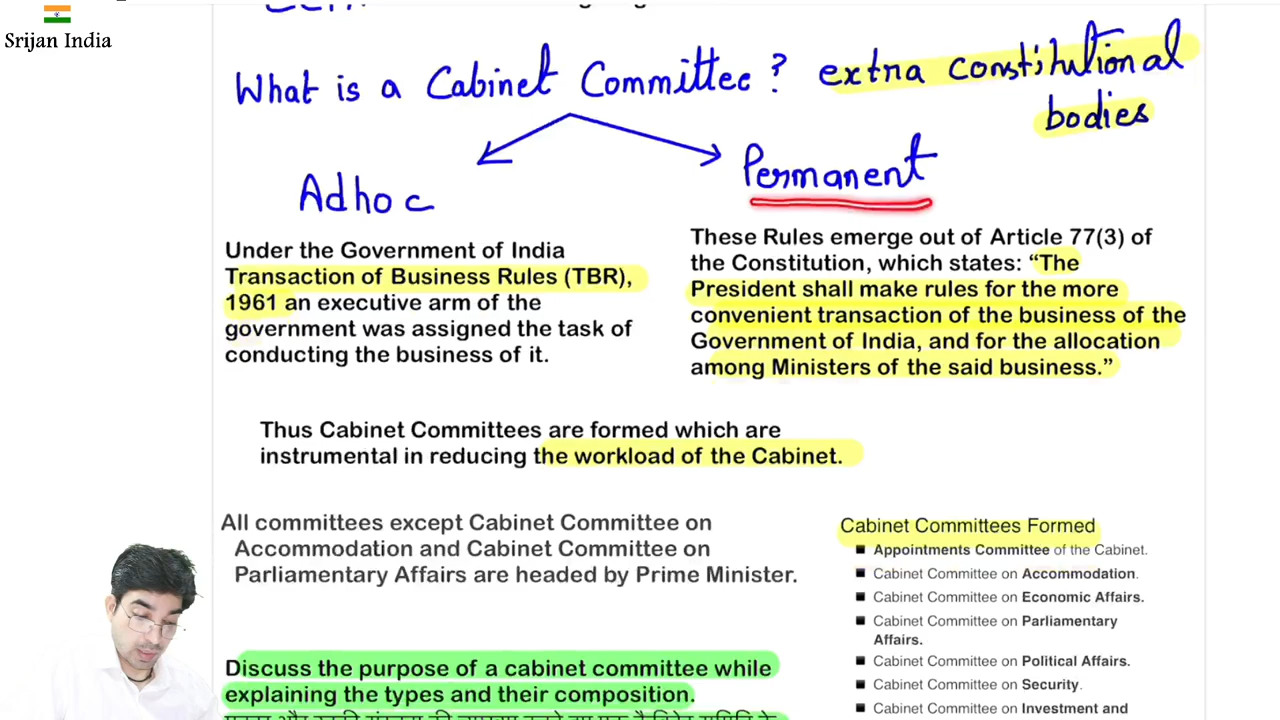 Srijan India
What is a Cabinet Committee? extra constitutional
bodies
Adhoc
Permanent
Under the Government of India
Transaction of Business Rules (TBR),
1961 an executive arm of the
government was assigned the task of
conducting the business of it.
These Rules emerge out of Article 77(3) of
the Constitution, which states: “The
President shall make rules for the more
convenient transaction of the business of the
Government of India, and for the allocation
among Ministers of the said business.”
Thus Cabinet Committees are formed which are
instrumental in reducing the workload of the Cabinet.
All committees except Cabinet Committee on
Accommodation and Cabinet Committee on
Parliamentary Affairs are headed by Prime Minister.
Cabinet Committees Formed
Appointments Committee of the Cabinet.
Cabinet Committee on Accommodation.
Cabinet Committee on Economic Affairs.
Cabinet Committee on Parliamentary
Affairs.
Cabinet Committee on Political Affairs.
Cabinet Committee on Security.
Cabinet Committee on Investment and
Discuss the purpose of a cabinet committee while
explaining the types and their composition.